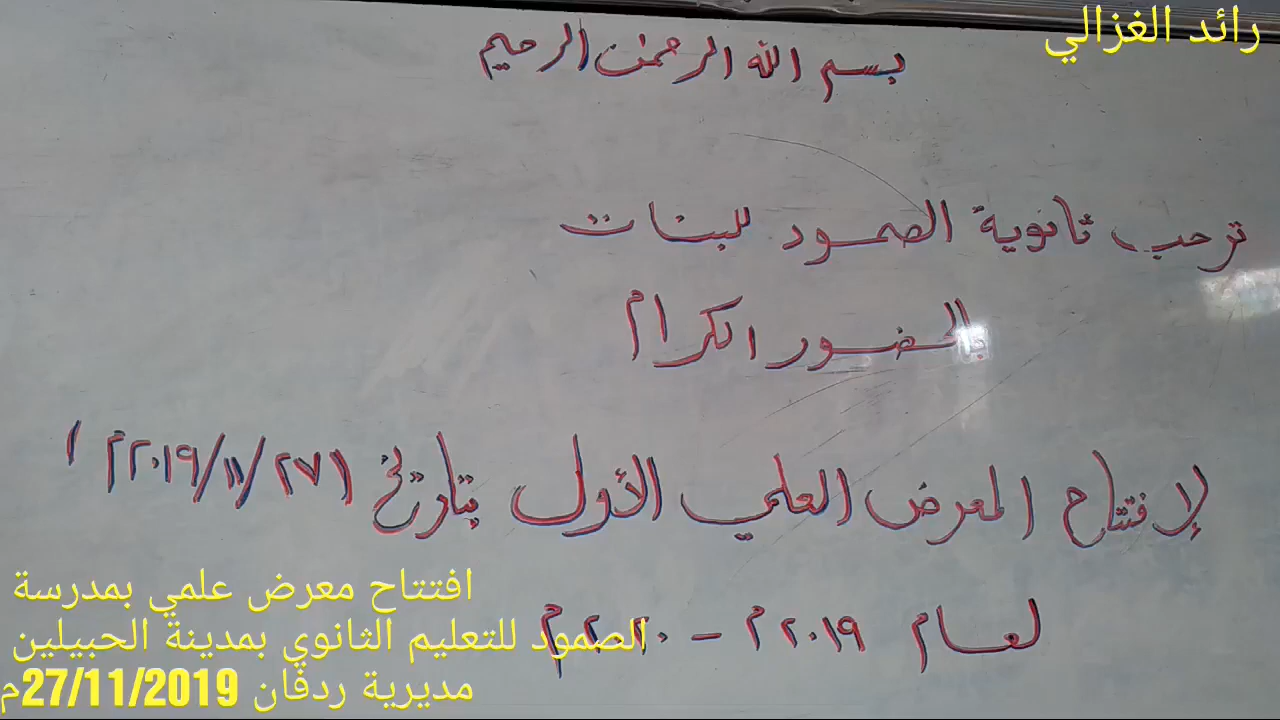 رائد الغزالي
بسم الله الرحمن الرحيم
ترحب ثانوية الصمود للبنات
بالحضور الكرام
لإفتتاح المعرض العلمي الأول بتاريخ (٢٧/١١/٢٠١٩م)
لعام ٢٠١٩م - ٢٠٢٠م
افتتاح معرض علمي بمدرسة
الصمود للتعليم الثانوي بمدينة الحبيلين
مديرية ردفان 27/11/2019م